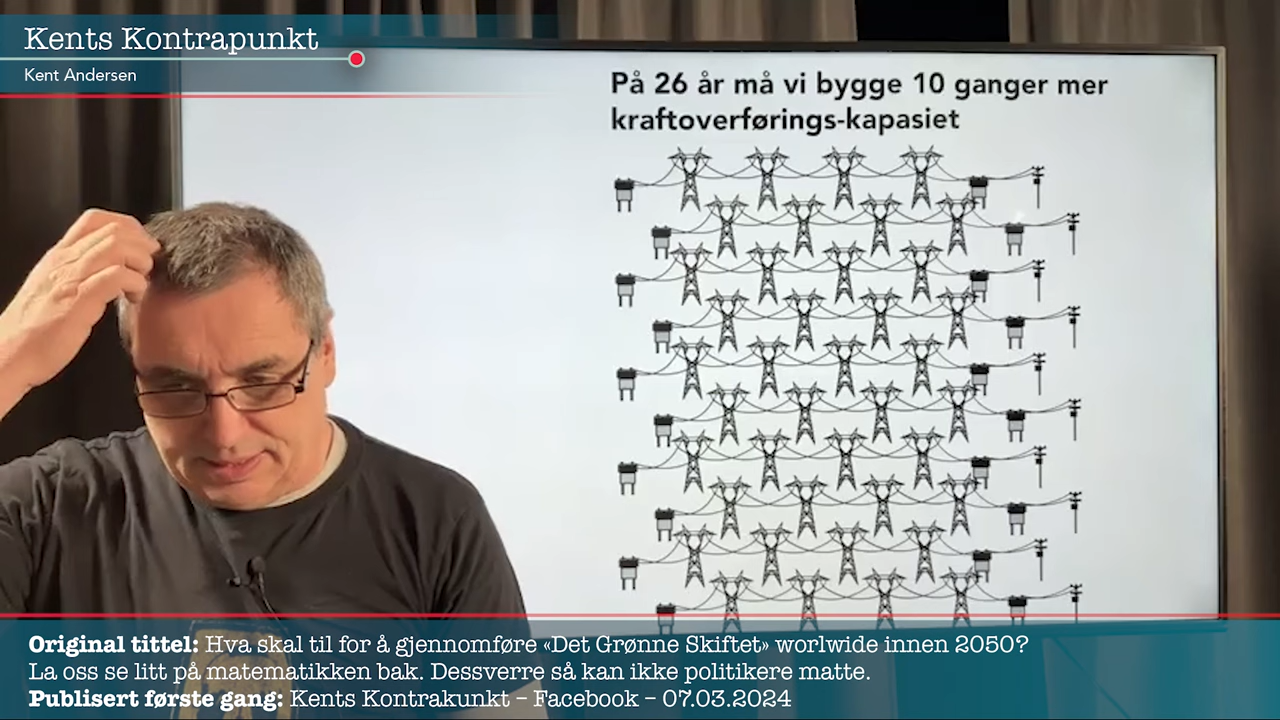 Kents Kontrapunkt
Kent Andersen
På 26 år må vi bygge 10 ganger mer
kraftoverførings-kapasiet
Original tittel: Hva skal til for å gjennomføre «Det Grønne Skiftet» worlwide innen 2050?
La oss se litt på matematikken bak. Dessverre så kan ikke politikere matte.
Publisert første gang: Kents Kontrakunkt – Facebook – 07.03.2024